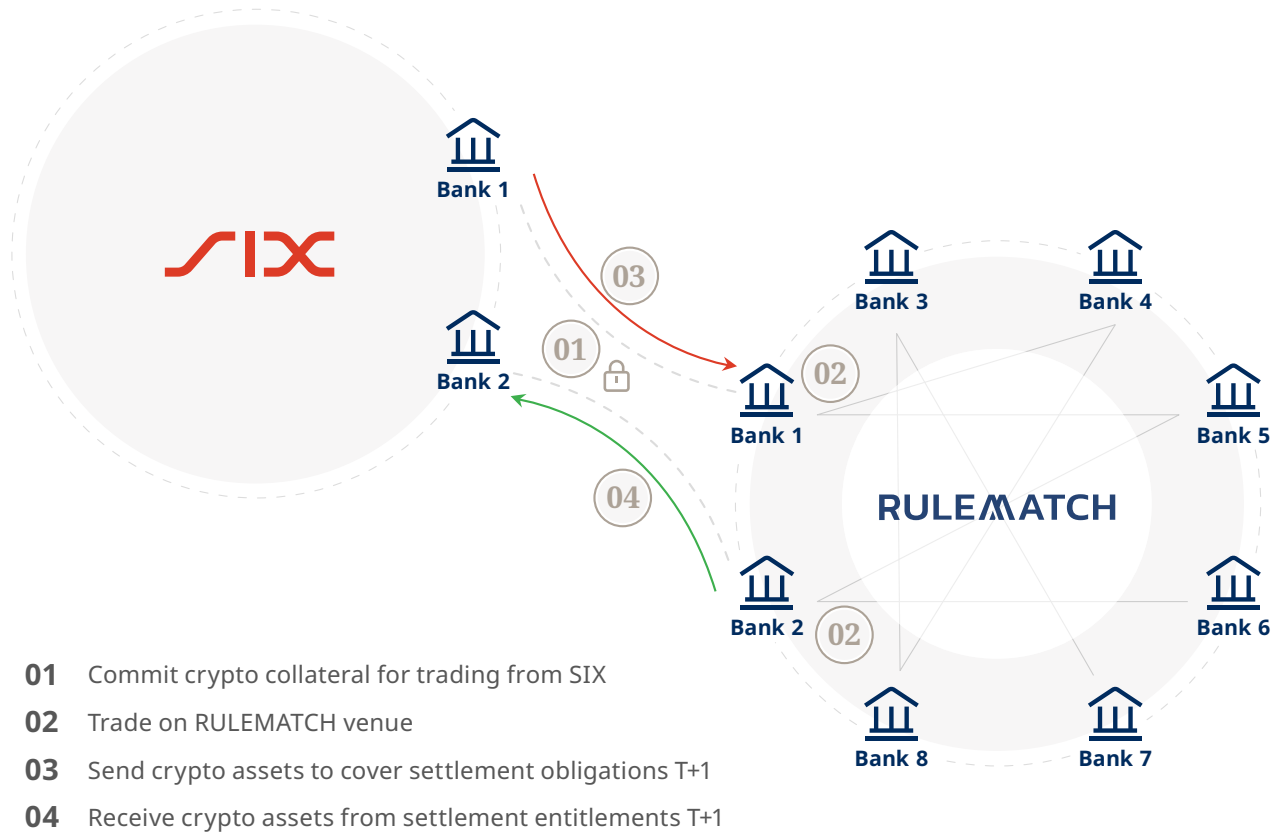 SIX
Bank 1
Bank 2
03
01
04
Bank 3
Bank 4
02
Bank 1
Bank 5
RULEMATCH
Bank 2
02
Bank 6
Bank 8
Bank 7
01 Commit crypto collateral for trading from SIX
02 Trade on RULEMATCH venue
03 Send crypto assets to cover settlement obligations T+1
04 Receive crypto assets from settlement entitlements T+1